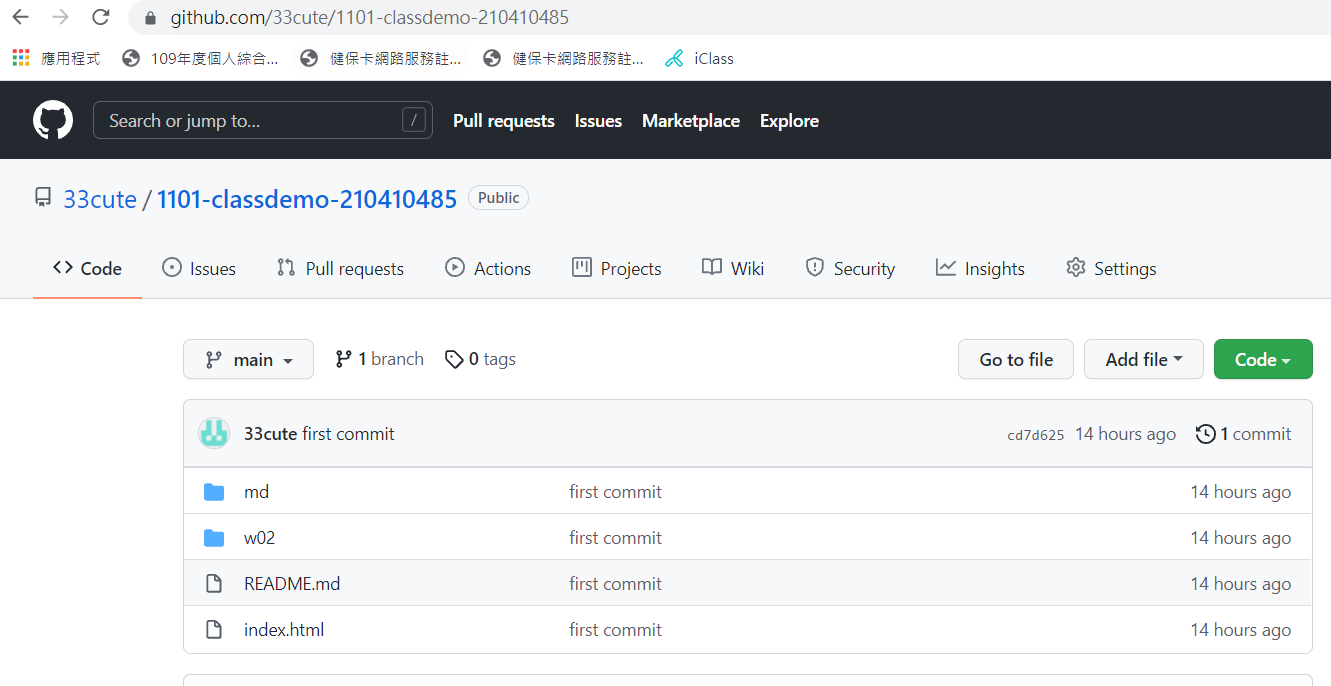 github.com/33cute/1101-classdemo-210410485
應用程式 109年度個人綜合... 健保卡網路服務註... 健保卡網路服務註... iClass
Search or jump to... / Pull requests Issues Marketplace Explore
33cute / 1101-classdemo-210410485 Public
Code Issues Pull requests Actions Projects Wiki Security Insights Settings
main 1 branch 0 tags Go to file Add file Code
33cute first commit cd7d625 14 hours ago 1 commit
md first commit 14 hours ago
w02 first commit 14 hours ago
README.md first commit 14 hours ago
index.html first commit 14 hours ago